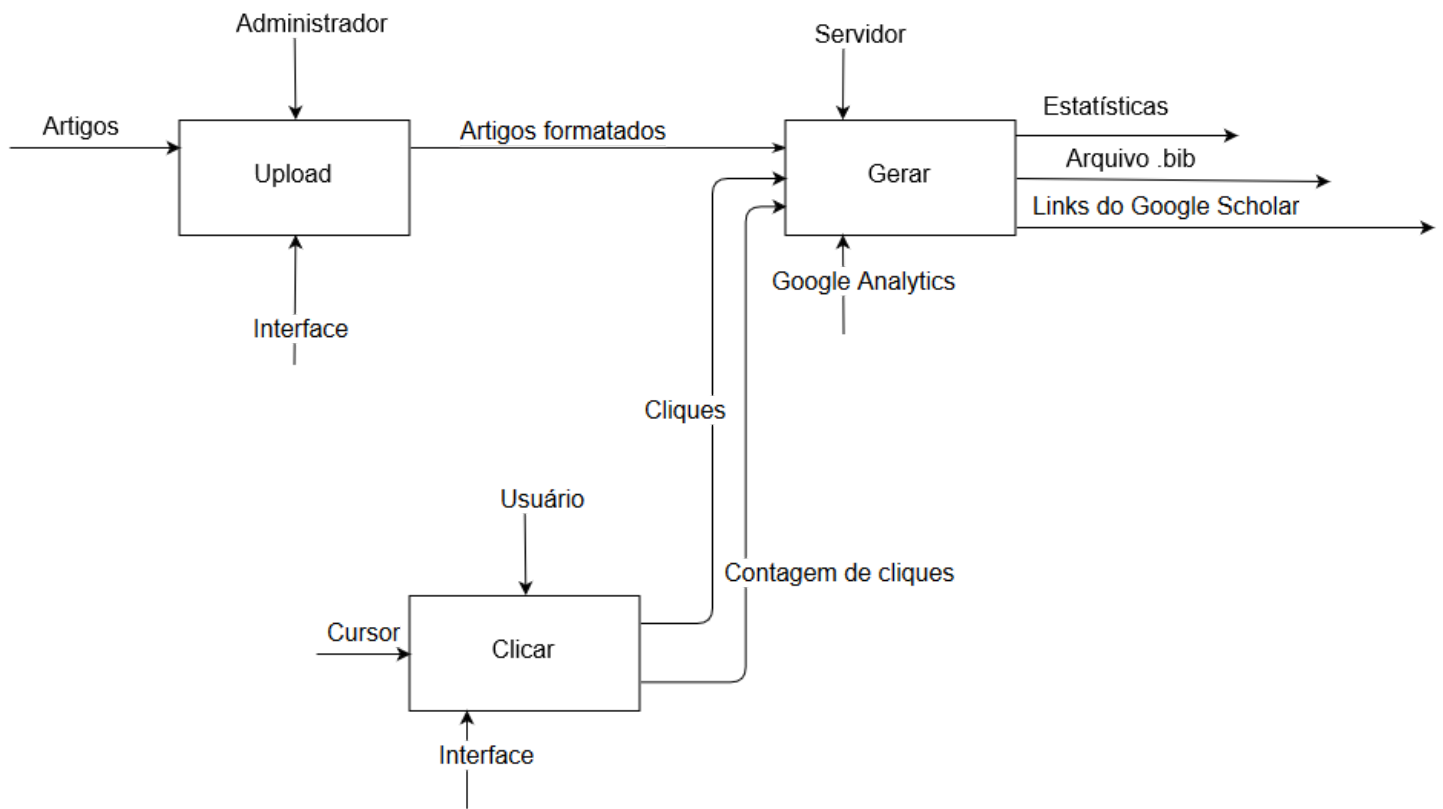 Administrador
Servidor
Artigos
Artigos formatados
Estatísticas
Upload
Gerar
Arquivo .bib
Links do Google Scholar
Google Analytics
Interface
Cliques
Usuário
Contagem de cliques
Cursor
Clicar
Interface